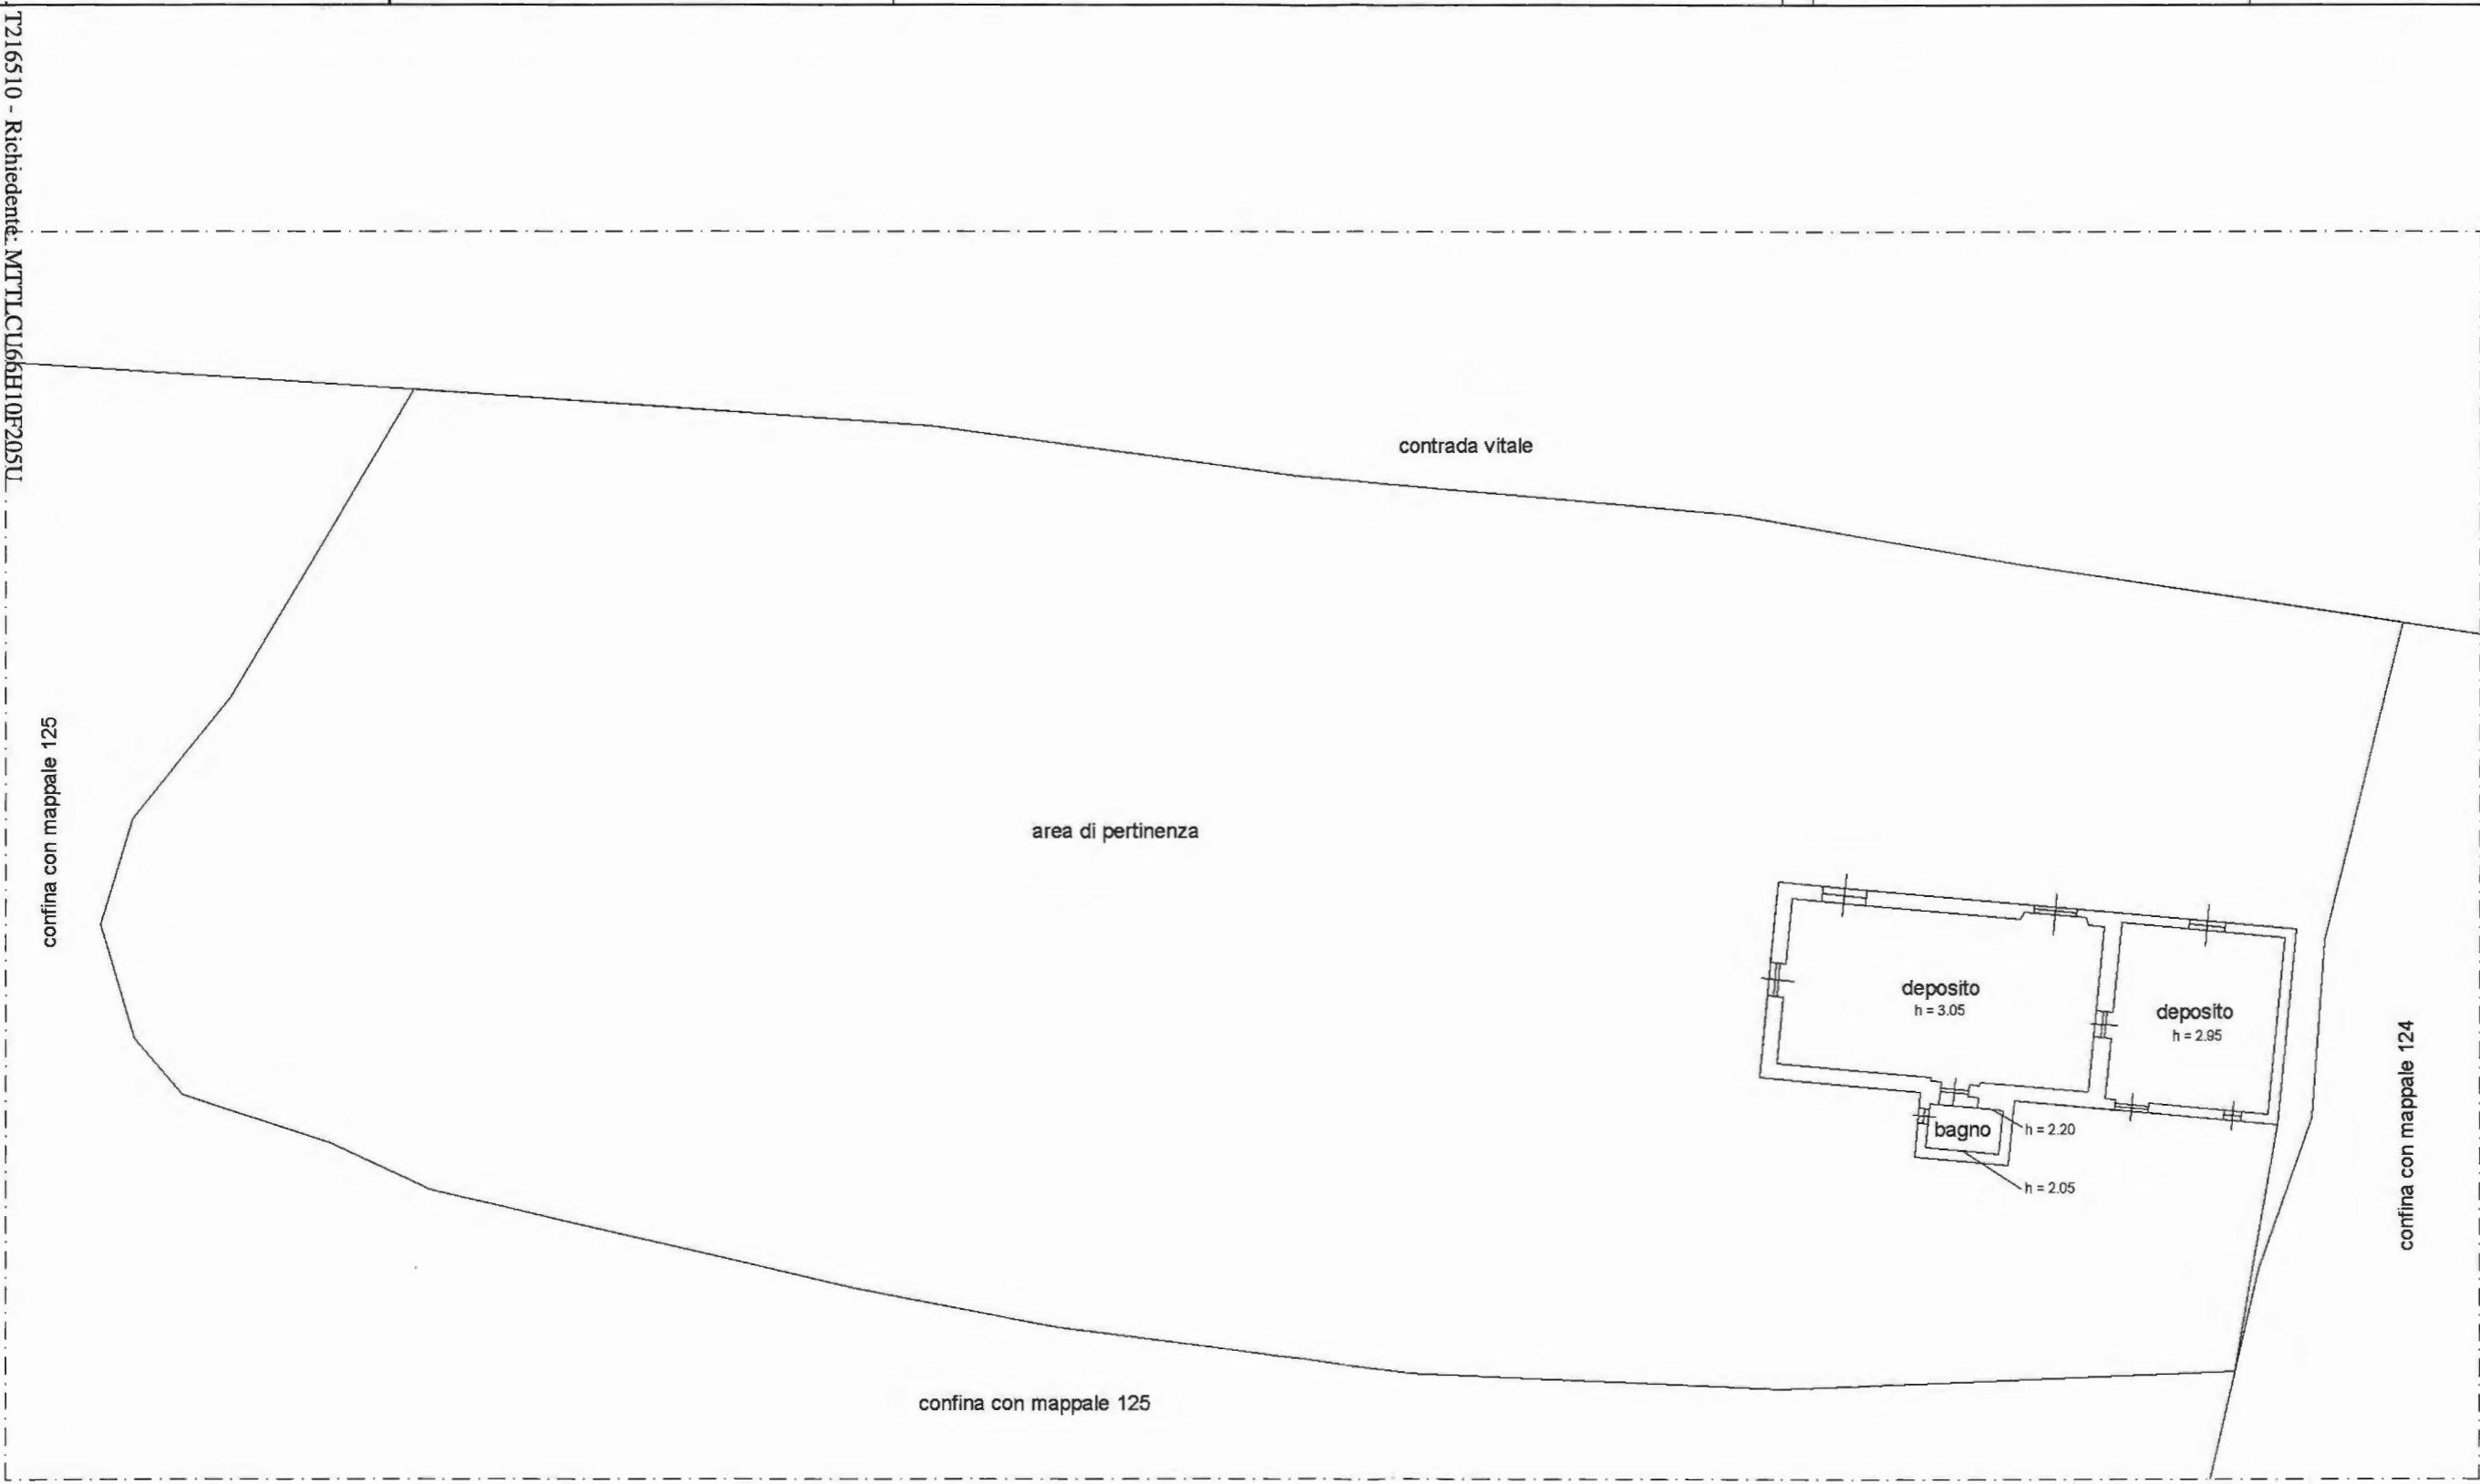 T216510 - Richiedente: MTTLCU66H10F205U
contrada vitale
confina con mappale 125
area di pertinenza
deposito
h = 3.05
deposito
h = 2.95
bagno
h = 2.20
h = 2.05
confina con mappale 124
confina con mappale 125